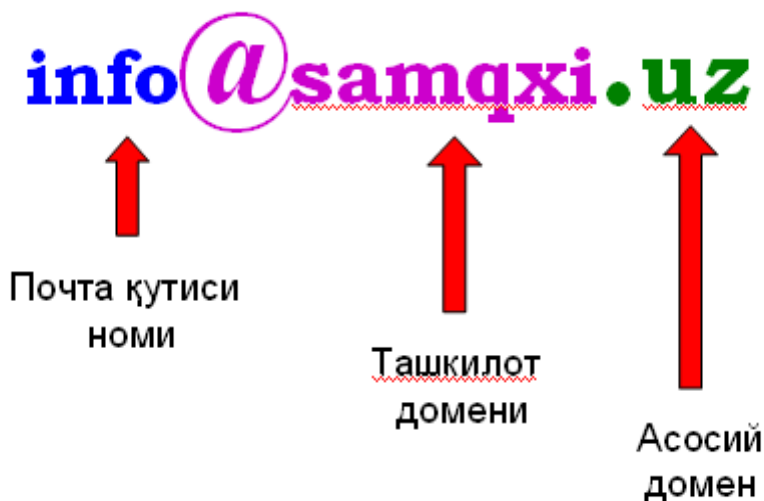 info@samqxi.uz
Почта қутиси
номи
Ташкилот
домени
Асосий
домен